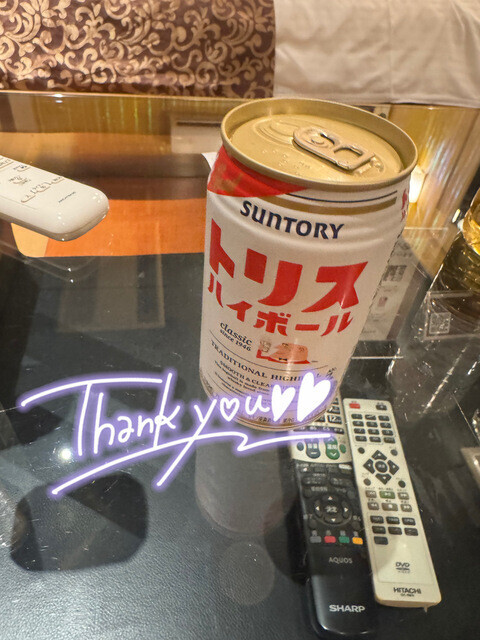 SUNTORY
トリス
ハイボール
classic
since 1946
TRADITIONAL
Thank you
AQUOS
SHARP
DVD
HITACHI